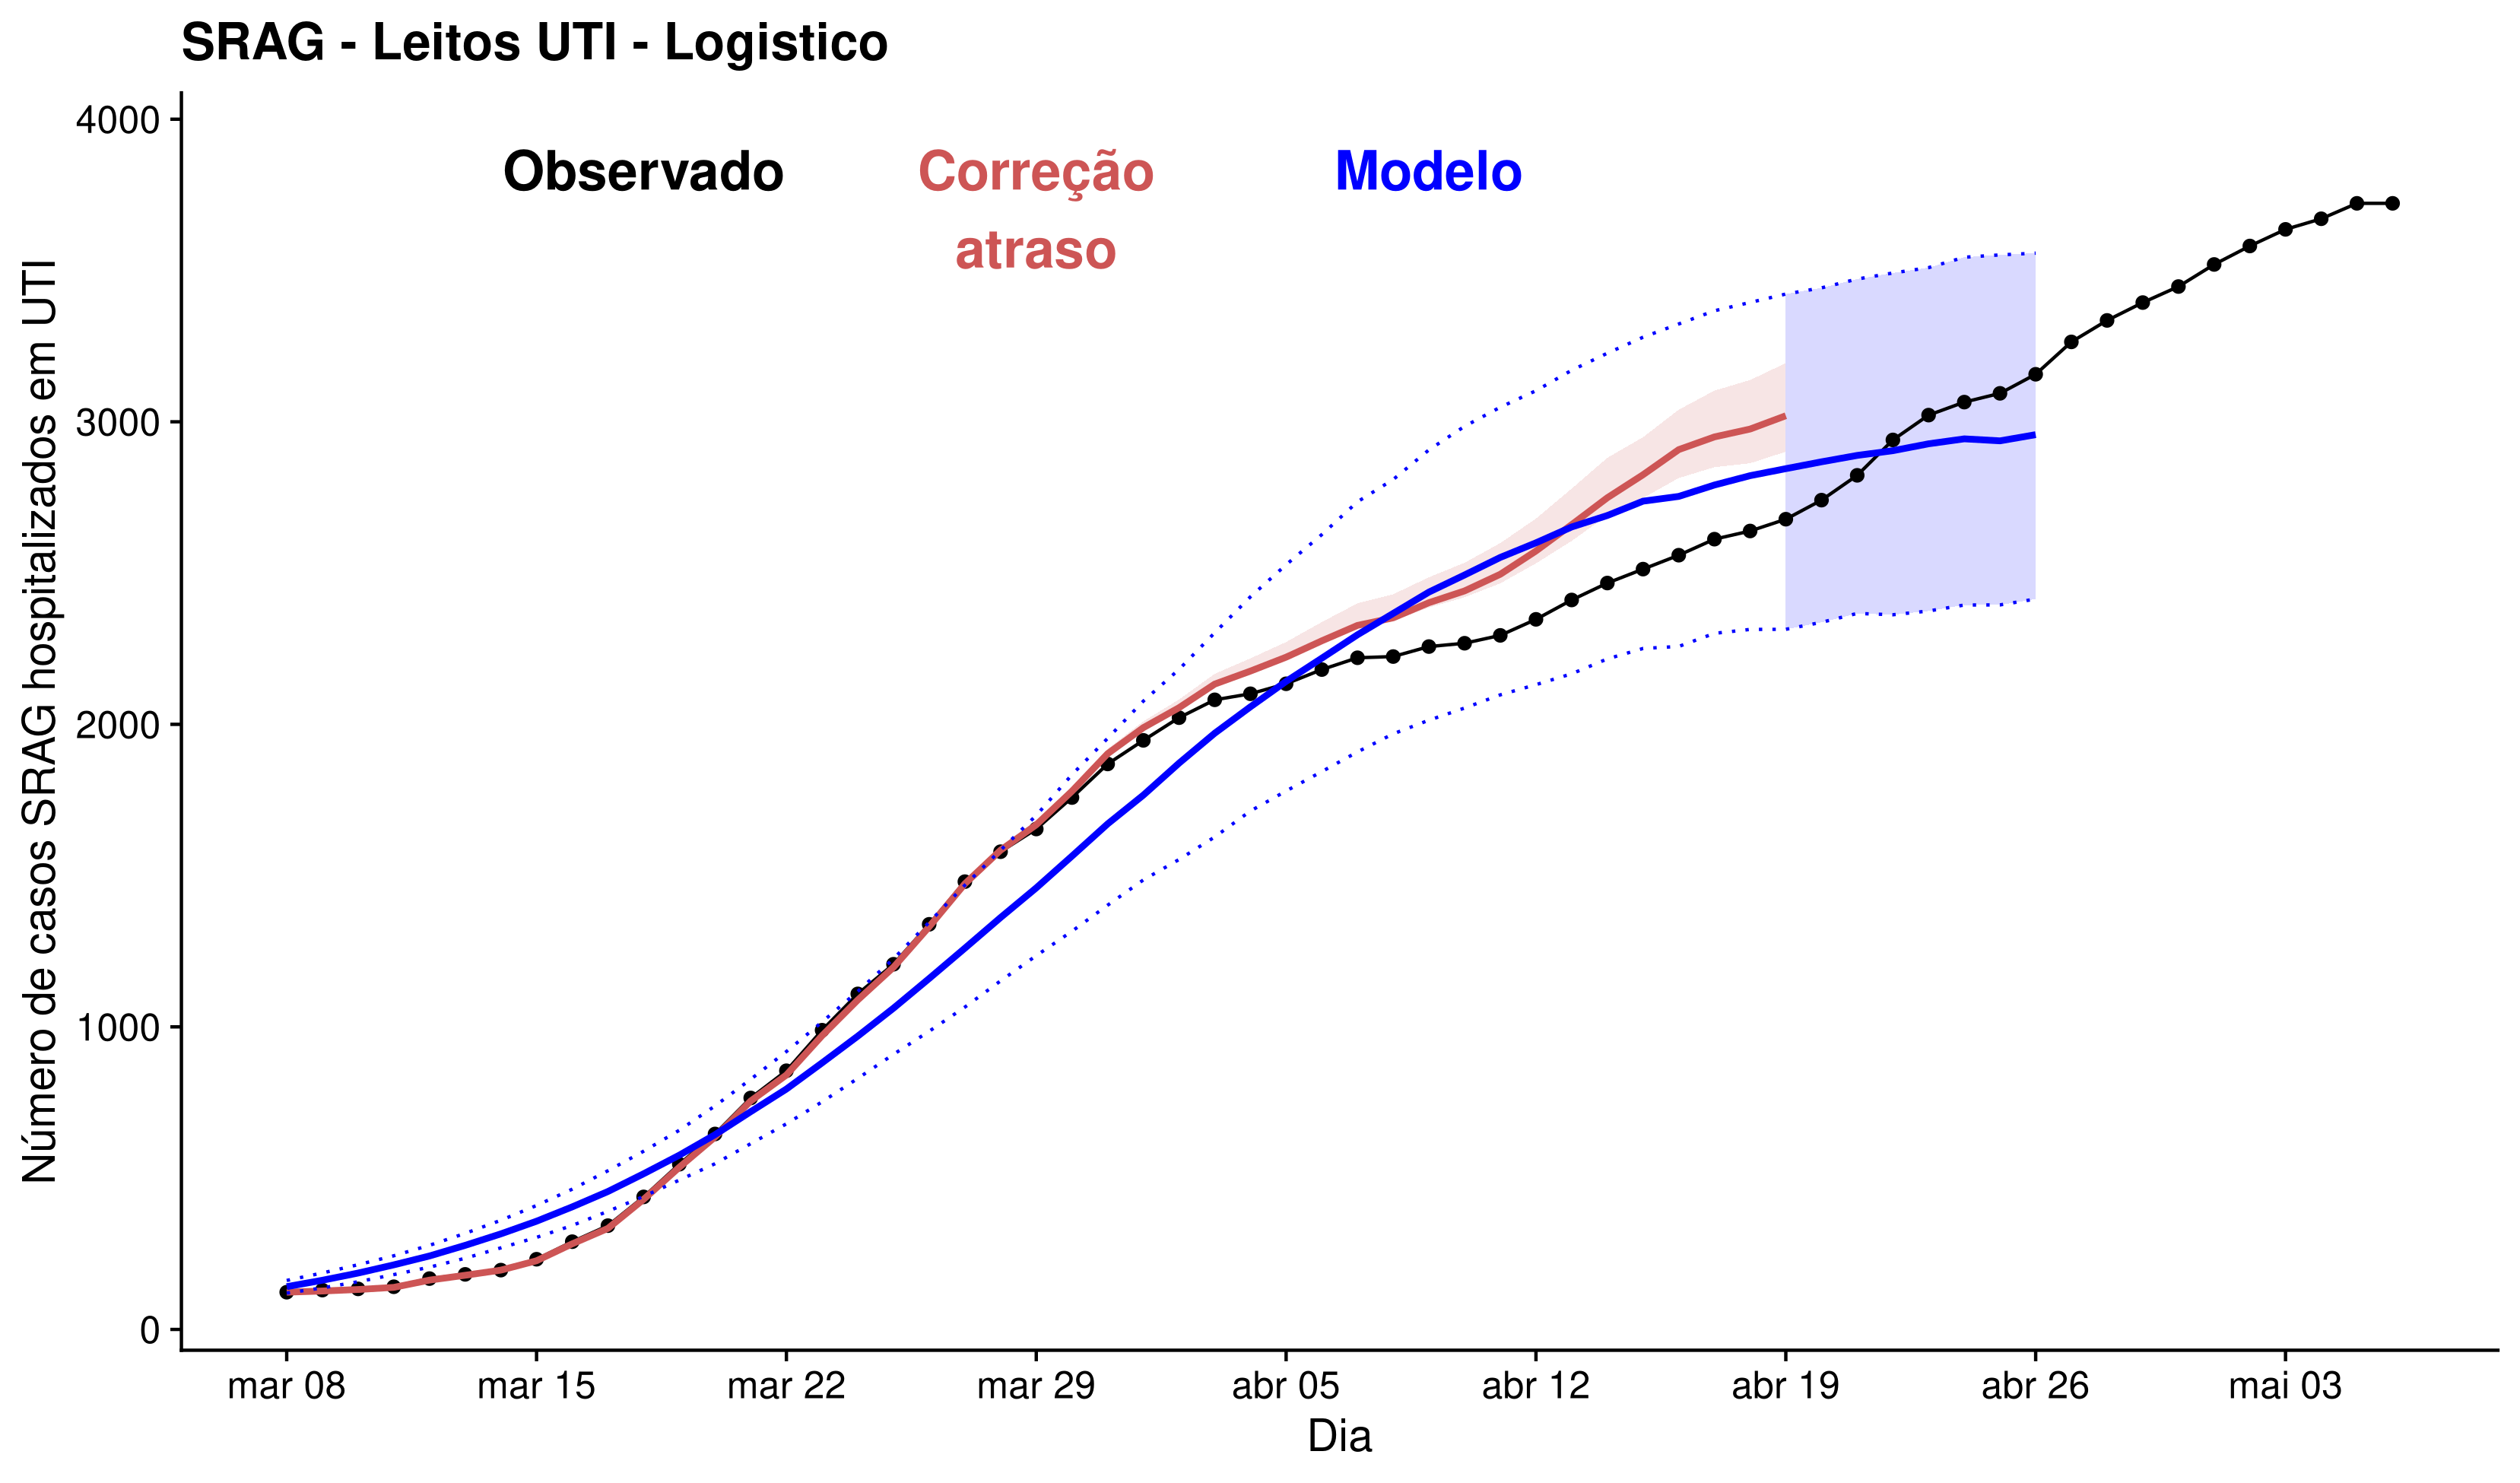 SRAG - Leitos UTI - Logistico
4000
3000
2000
1000
0
Número de casos SRAG hospitalizados em UTI
Observado
Correção
atraso
Modelo
mar 08
mar 15
mar 22
mar 29
abr 05
abr 12
abr 19
abr 26
mai 03
Dia